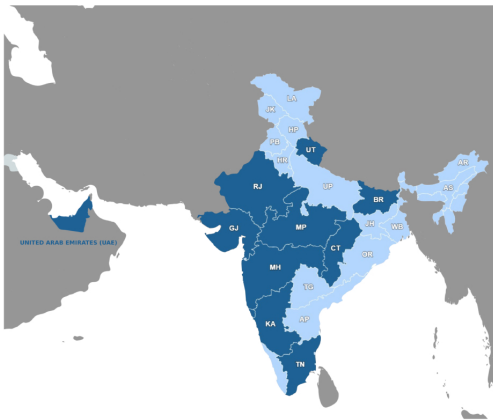 LA
JK
HP
PB
UT
HR
RJ
UP
AR
AS
BR
GJ
MP
JH
WB
CT
UNITED ARAB EMIRATES (UAE)
OR
MH
TG
AP
KA
TN